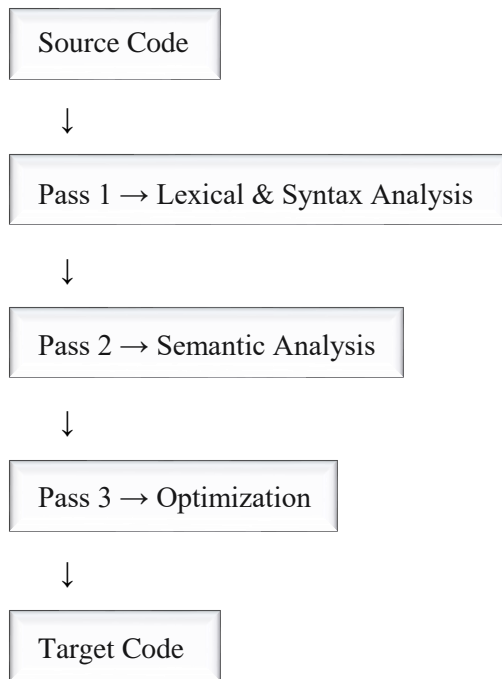 Source Code
↓
Pass 1 → Lexical & Syntax Analysis
↓
Pass 2 → Semantic Analysis
↓
Pass 3 → Optimization
↓
Target Code